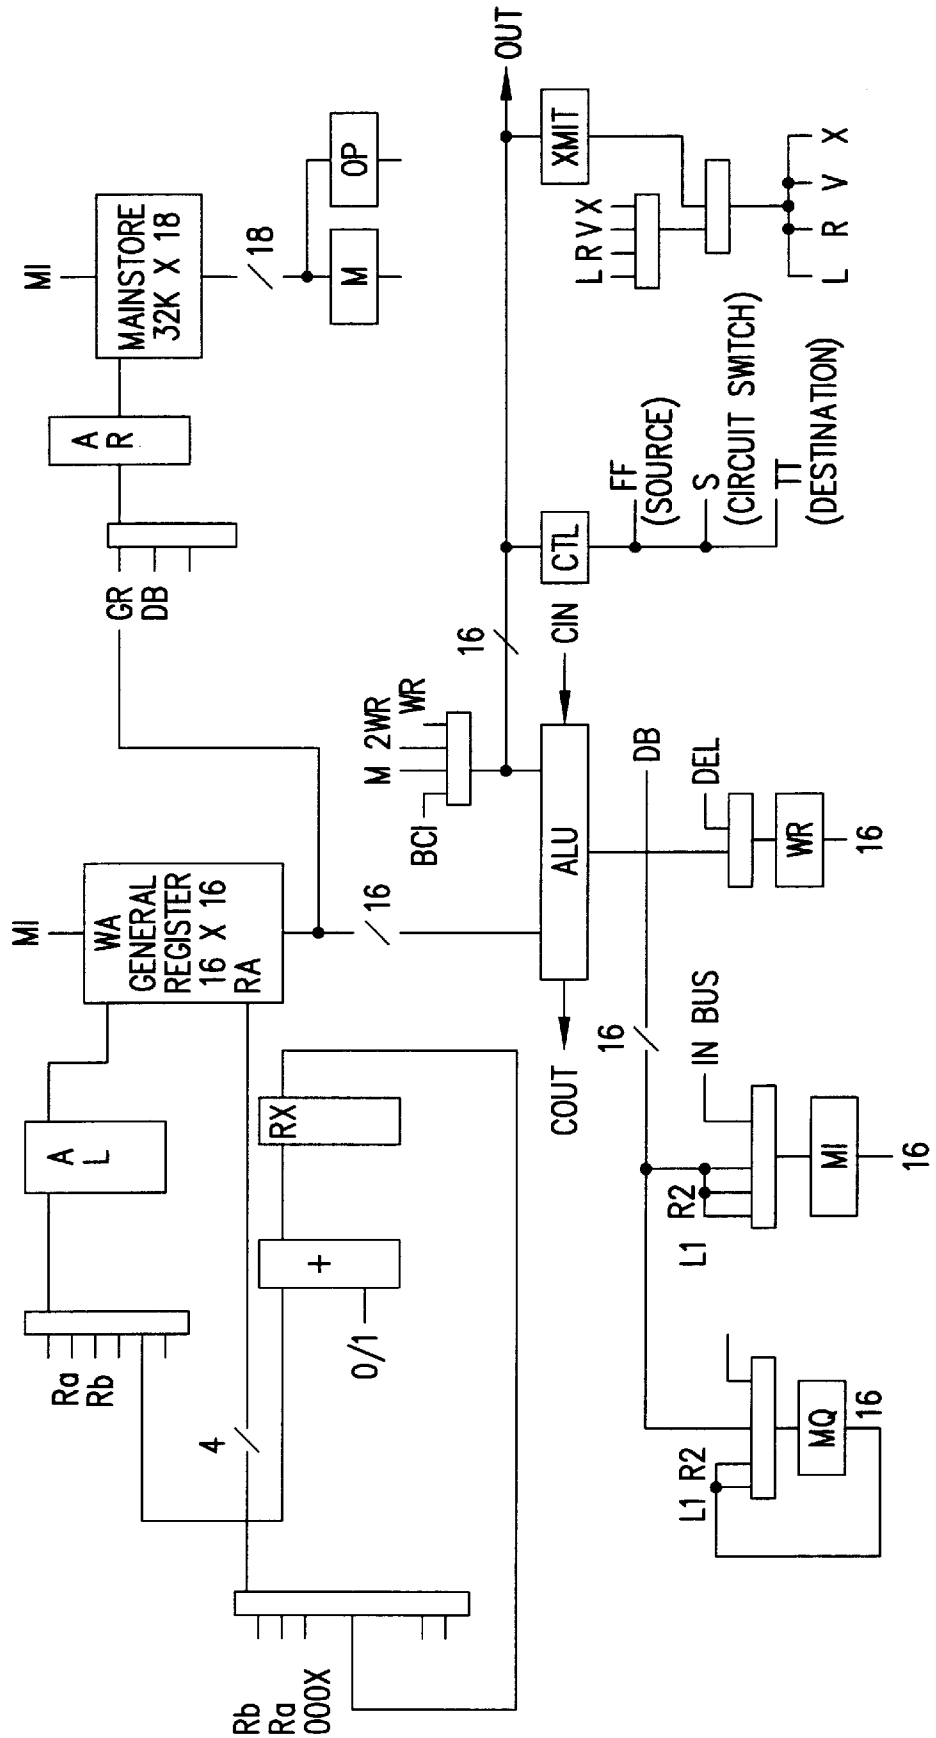 MI
MAINSTORE
32K X 18
18
M
OP
A
R
GR
DB
MI
WA
GENERAL
REGISTER
16 X 16
RA
A
L
Ra
Rb
4
RX
+
0/1
Rb
Ra
000X
16
BCI
M
2WR
WR
16
OUT
XMIT
L R V X
L
R
V
X
CTL
FF
(SOURCE)
S
(CIRCUIT SWITCH)
TT
(DESTINATION)
CIN
ALU
COUT
DB
16
DEL
WR
16
IN BUS
L1
R2
MI
16
L1 R2
MQ
16